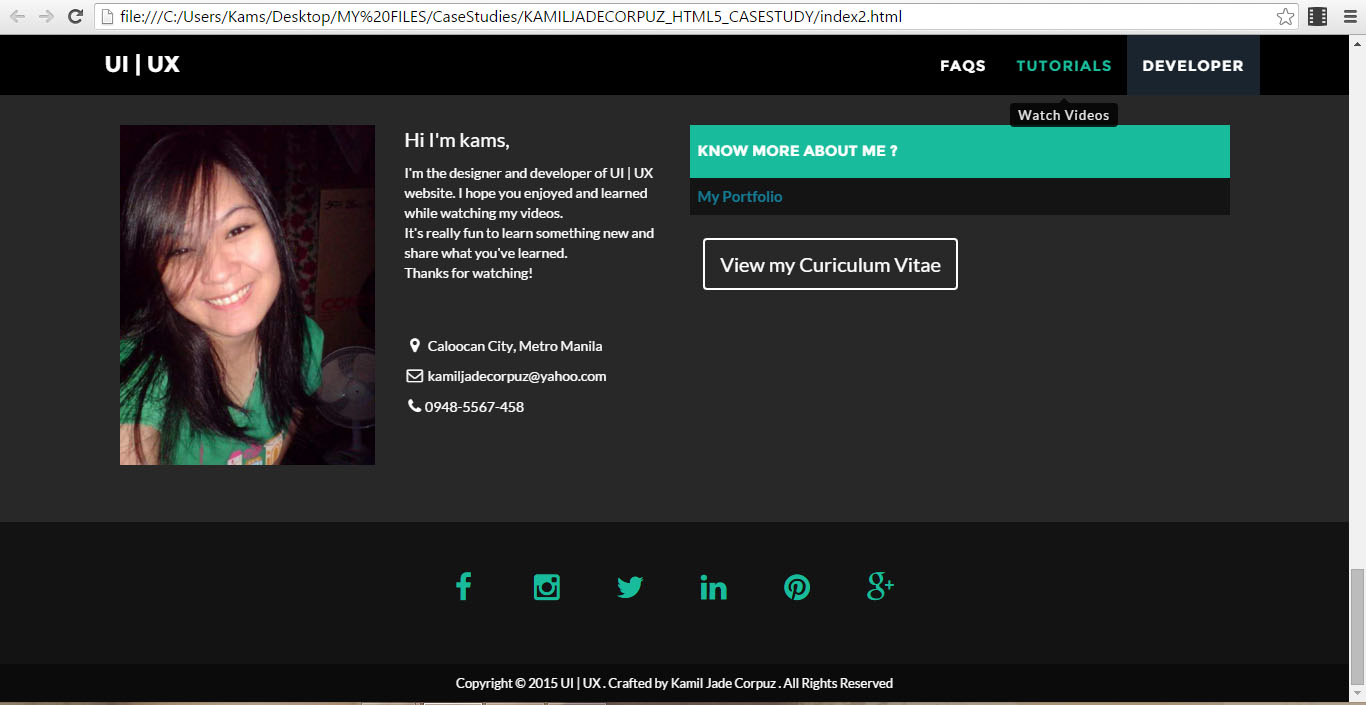 file:///C:/Users/Kams/Desktop/MY%20FILES/CaseStudies/KAMILJADECORPUZ_HTML5_CASESTUDY/index2.html
UI | UX
FAQS
TUTORIALS
DEVELOPER
Watch Videos
Hi I'm kams,
I'm the designer and developer of UI | UX
website. I hope you enjoyed and learned
while watching my videos.
It's really fun to learn something new and
share what you've learned.
Thanks for watching!
Caloocan City, Metro Manila
kamiljadecorpuz@yahoo.com
0948-5567-458
KNOW MORE ABOUT ME ?
My Portfolio
View my Curiculum Vitae
Copyright © 2015 UI | UX . Crafted by Kamil Jade Corpuz . All Rights Reserved